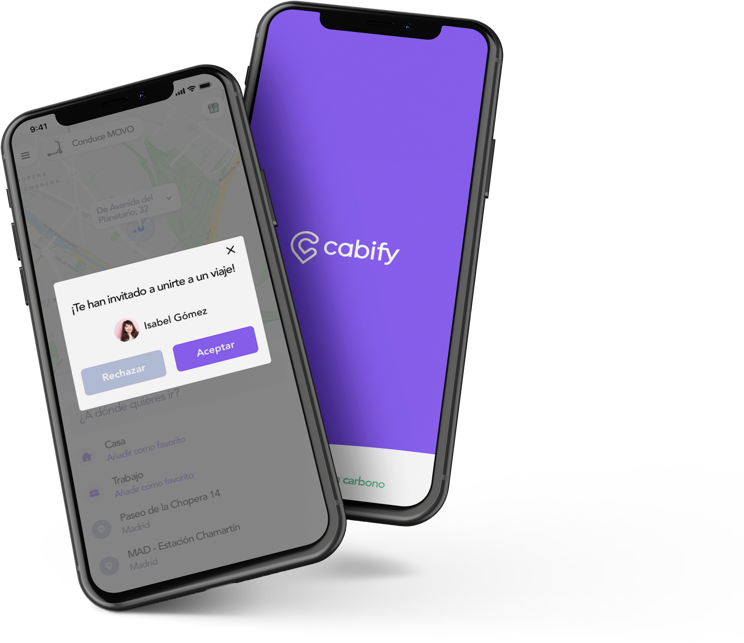 9:41
Conduce MOVO
De Avenida del
Planetario, 32
¡Te han invitado a unirte a un viaje!
Isabel Gómez
Rechazar
Aceptar
¿A dónde quieres ir?
Casa
Añadir como favorito
Trabajo
Añadir como favorito
Paseo de la Chopera 14
Madrid
MAD - Estación Chamartín
Madrid
cabify
carbono